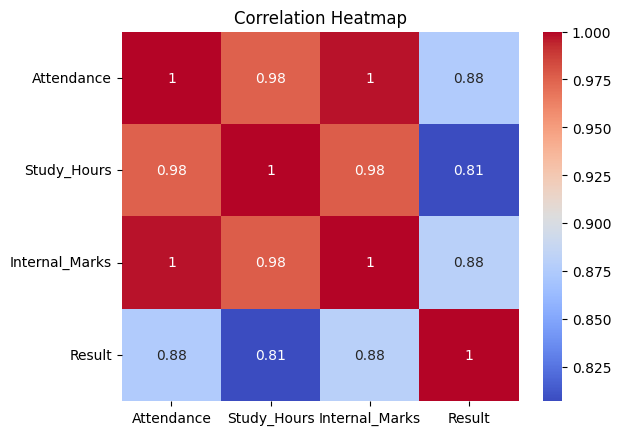 Correlation Heatmap
Attendance 1 0.98 1 0.88
Study_Hours 0.98 1 0.98 0.81
Internal_Marks 1 0.98 1 0.88
Result 0.88 0.81 0.88 1
Attendance Study_Hours Internal_Marks Result
1.000
0.975
0.950
0.925
0.900
0.875
0.850
0.825